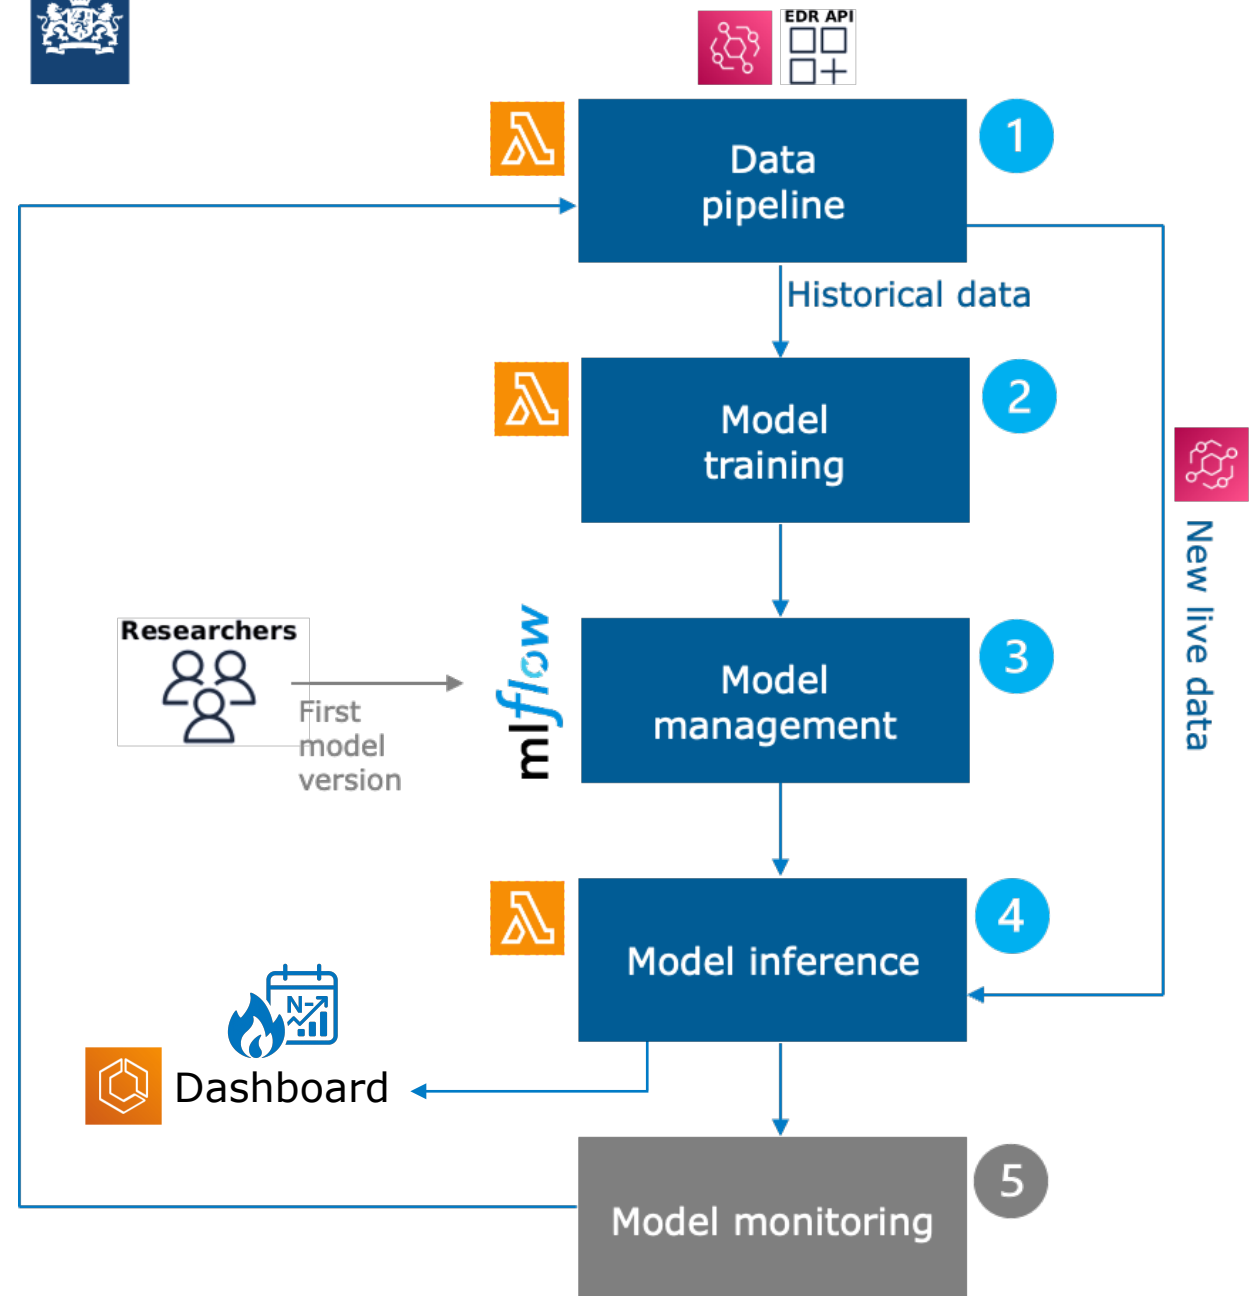 EDR API
1
Data
pipeline
Historical data
2
Model
training
New live data
Researchers
First
model
version
mlflow
3
Model
management
4
Model inference
N
Dashboard
5
Model monitoring